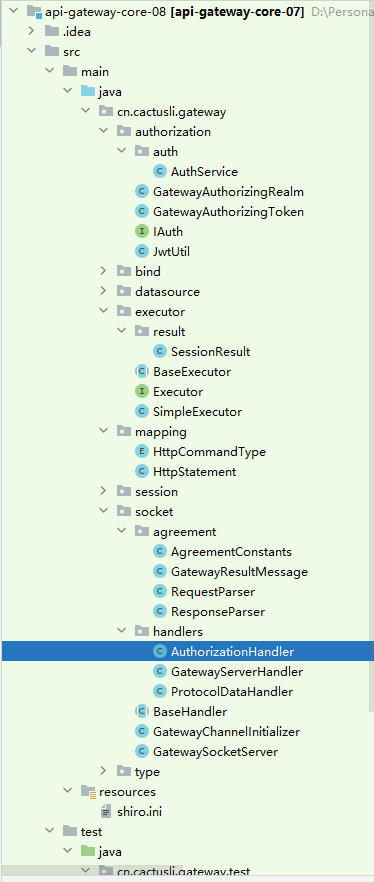 api-gateway-core-08 [api-gateway-core-07] D:\Persona
.idea
src
main
java
cn.cactusli.gateway
authorization
auth
C AuthService
C GatewayAuthorizingRealm
C GatewayAuthorizingToken
I IAuth
C JwtUtil
bind
datasource
executor
result
C SessionResult
C BaseExecutor
I Executor
C SimpleExecutor
mapping
E HttpCommandType
C HttpStatement
session
socket
agreement
C AgreementConstants
C GatewayResultMessage
C RequestParser
C ResponseParser
handlers
C AuthorizationHandler
C GatewayServerHandler
C ProtocolDataHandler
C BaseHandler
C GatewayChannelInitializer
C GatewaySocketServer
type
resources
shiro.ini
test
java
cn.cactusli.gateway.test